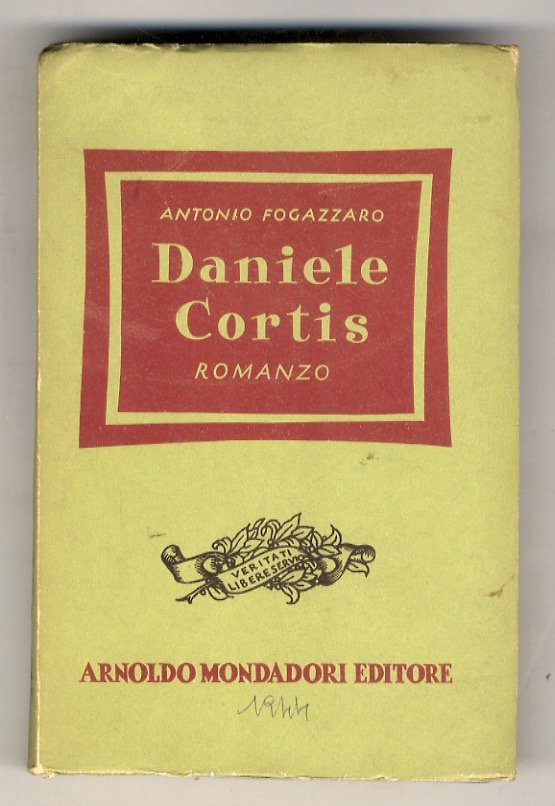 ANTONIO FOGAZZARO
Daniele
Cortis
ROMANZO
VERITATI
LIBERE SERVIO
ARNOLDO MONDADORI EDITORE
1944